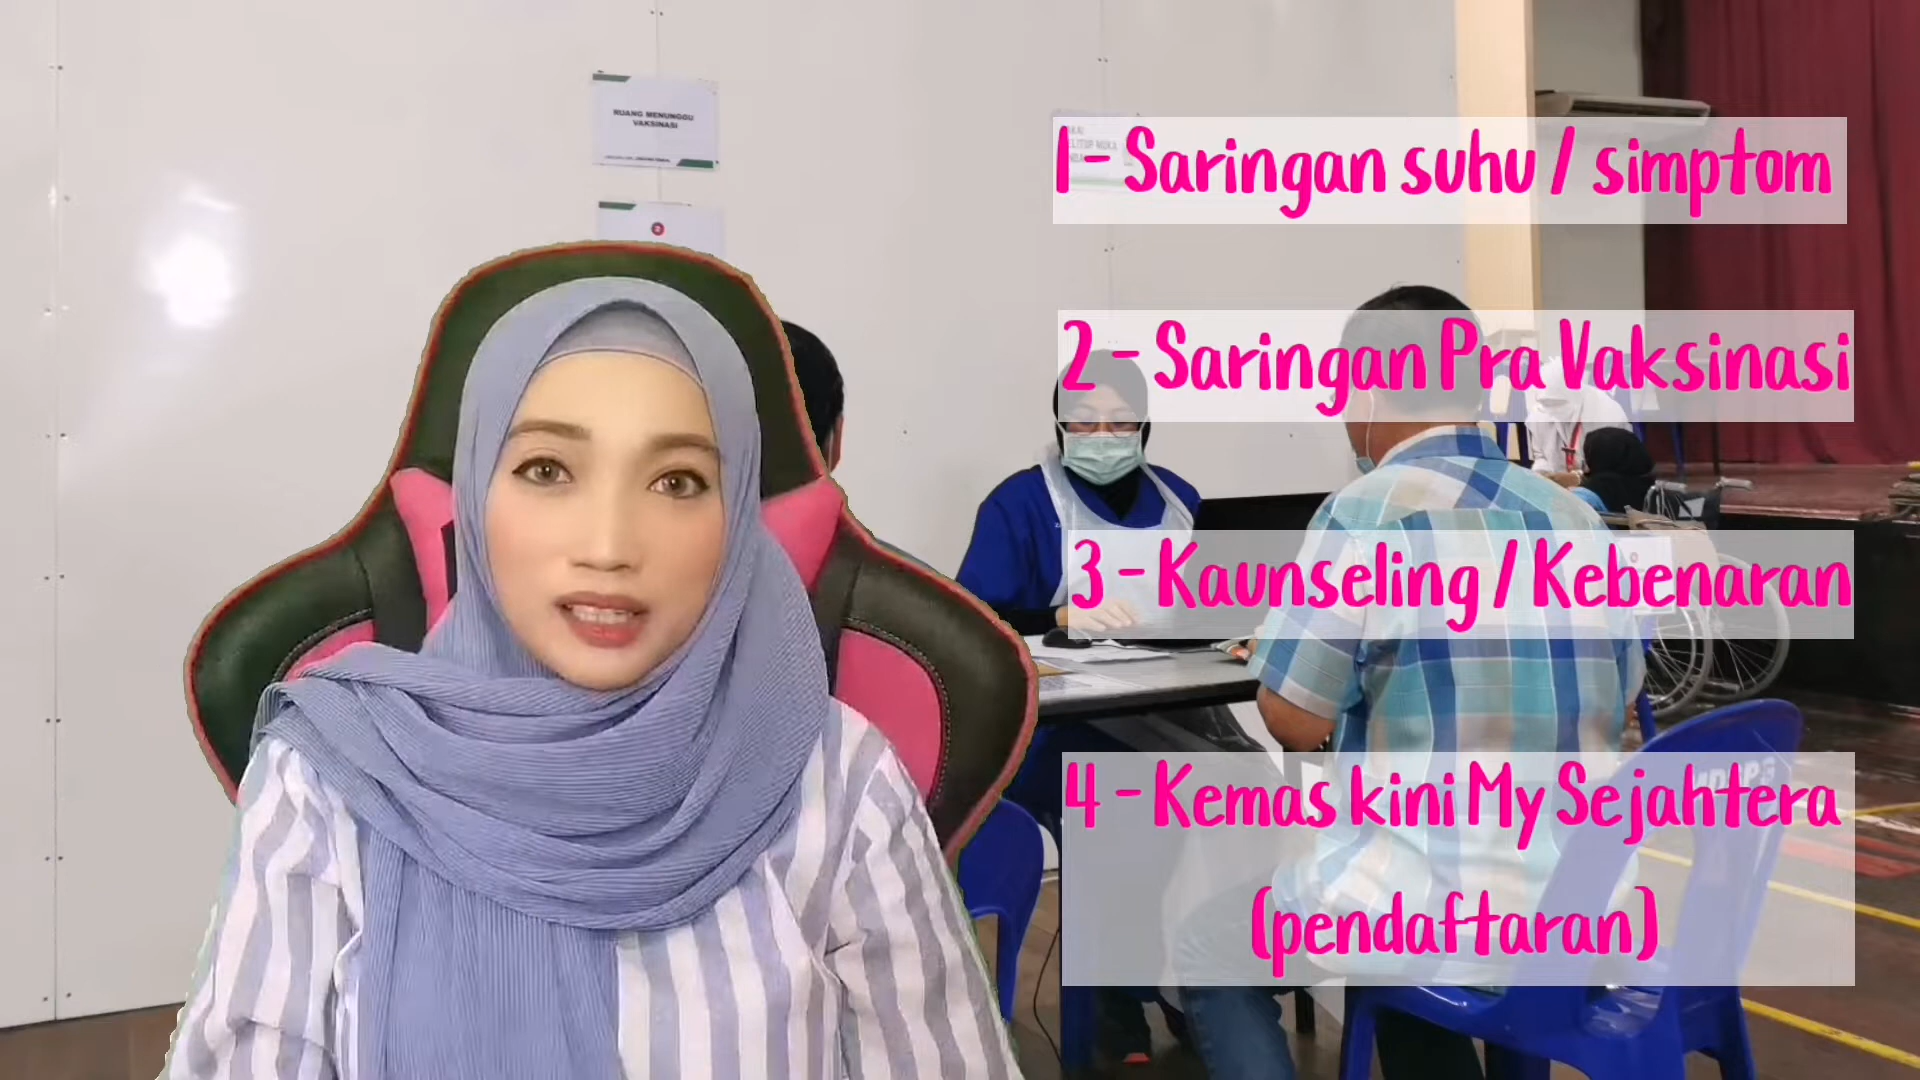 RUANG MENUNGGU
VAKSINASI
1 - Saringan suhu / simptom
2 - Saringan Pra Vaksinasi
3 - Kaunseling / Kebenaran
4 - Kemas kini My Sejahtera
(pendaftaran)